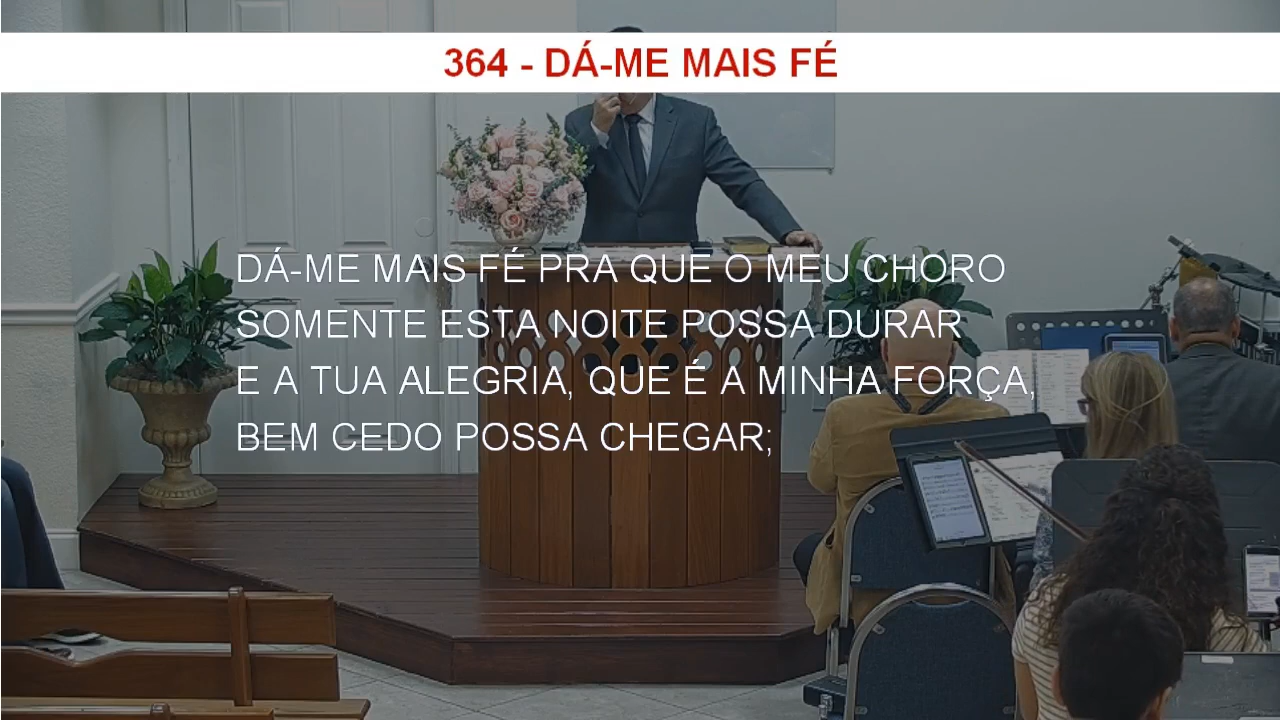 364 - DÁ-ME MAIS FÉ
DÁ-ME MAIS FÉ PRA QUE O MEU CHORO
SOMENTE ESTA NOITE POSSA DURAR
E A TUA ALEGRIA, QUE É A MINHA FORÇA,
BEM CEDO POSSA CHEGAR;